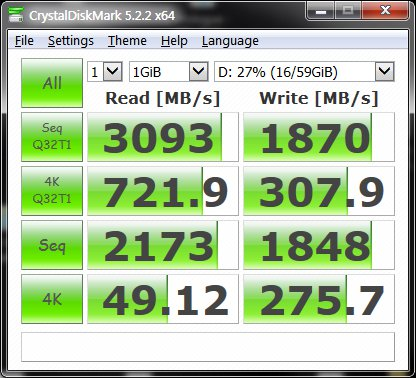 CrystalDiskMark 5.2.2 x64
File Settings Theme Help Language
All 1 1GiB D: 27% (16/59GiB)
Read [MB/s] Write [MB/s]
Seq
Q32T1 3093 1870
4K
Q32T1 721.9 307.9
Seq 2173 1848
4K 49.12 275.7